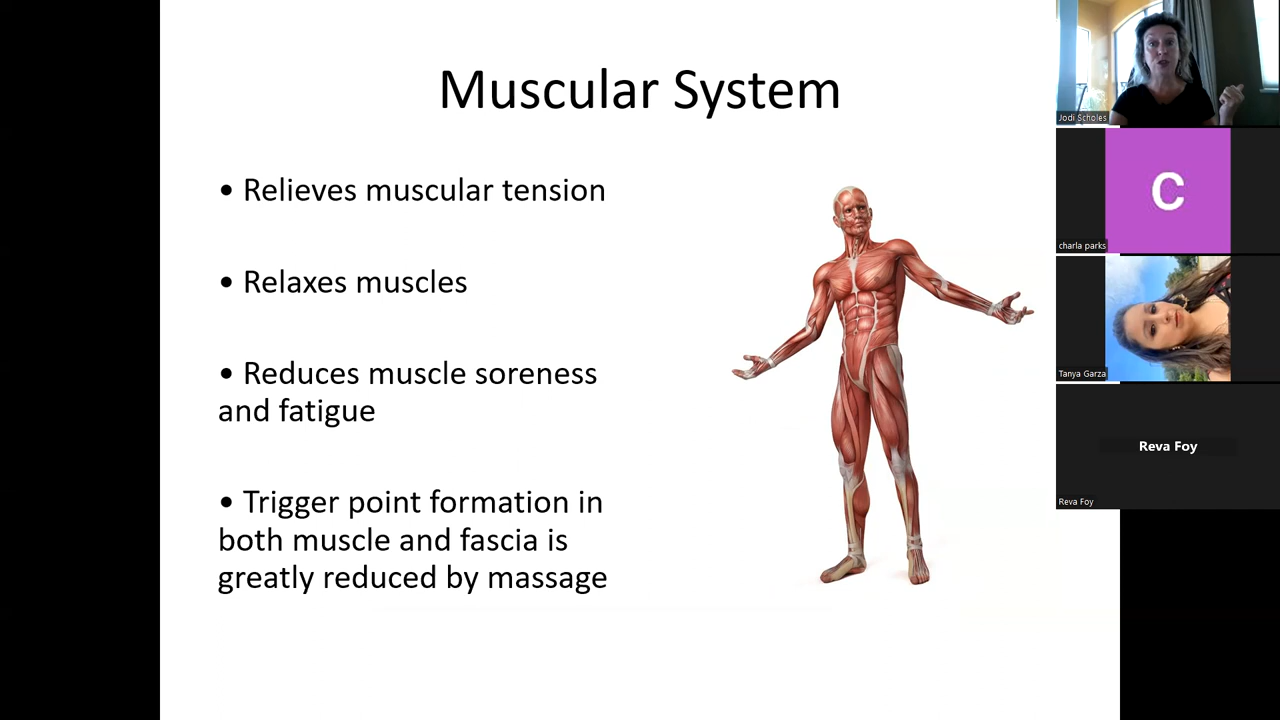 Muscular System
• Relieves muscular tension
• Relaxes muscles
• Reduces muscle soreness
and fatigue
• Trigger point formation in
both muscle and fascia is
greatly reduced by massage
Jodi Scholes
C
charla parks
Tanya Garza
Reva Foy
Reva Foy